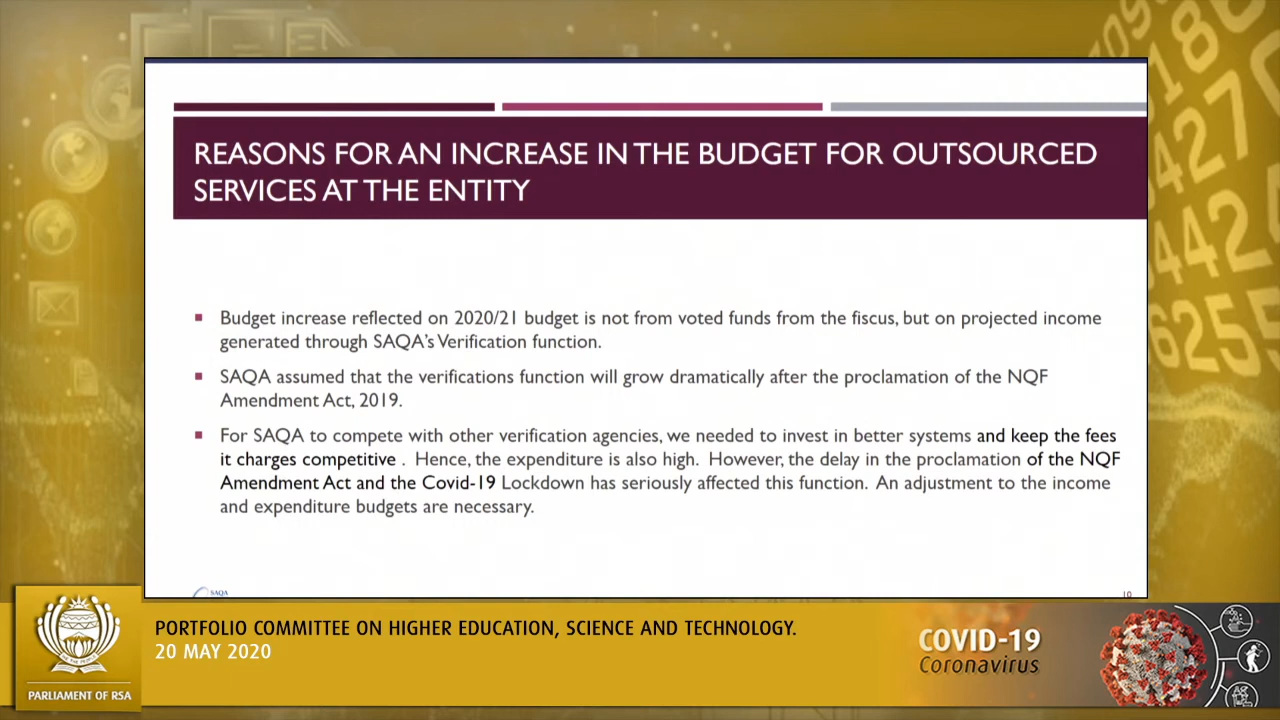 REASONS FOR AN INCREASE IN THE BUDGET FOR OUTSOURCED
SERVICES AT THE ENTITY
▪ Budget increase reflected on 2020/21 budget is not from voted funds from the fiscus, but on projected income
generated through SAQA's Verification function.
▪ SAQA assumed that the verifications function will grow dramatically after the proclamation of the NQF
Amendment Act, 2019.
▪ For SAQA to compete with other verification agencies, we needed to invest in better systems and keep the fees
it charges competitive . Hence, the expenditure is also high. However, the delay in the proclamation of the NQF
Amendment Act and the Covid-19 Lockdown has seriously affected this function. An adjustment to the income
and expenditure budgets are necessary.
SAQA
10
PORTFOLIO COMMITTEE ON HIGHER EDUCATION, SCIENCE AND TECHNOLOGY.
20 MAY 2020
PARLIAMENT OF RSA
COVID-19
Coronavirus